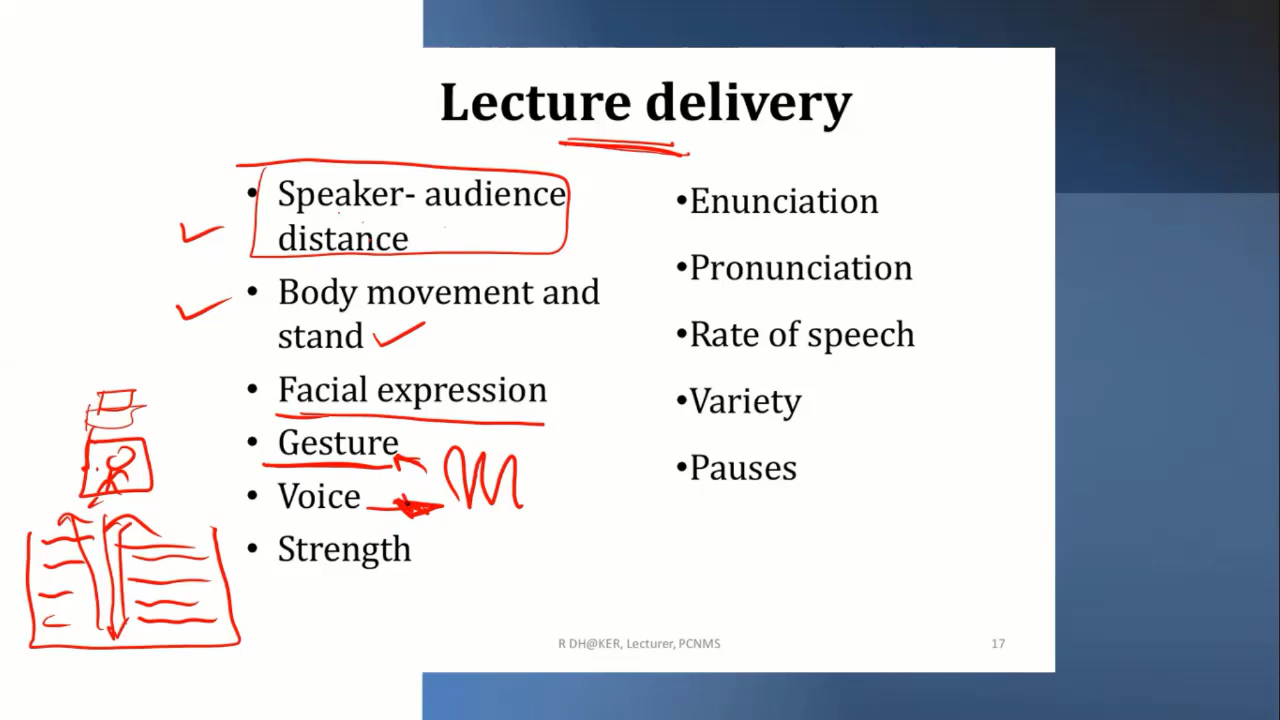 Lecture delivery
• Speaker- audience
distance
• Body movement and
stand
• Facial expression
• Gesture
• Voice
• Strength
•Enunciation
•Pronunciation
•Rate of speech
•Variety
•Pauses
R DH@KER, Lecturer, PCNMS
17